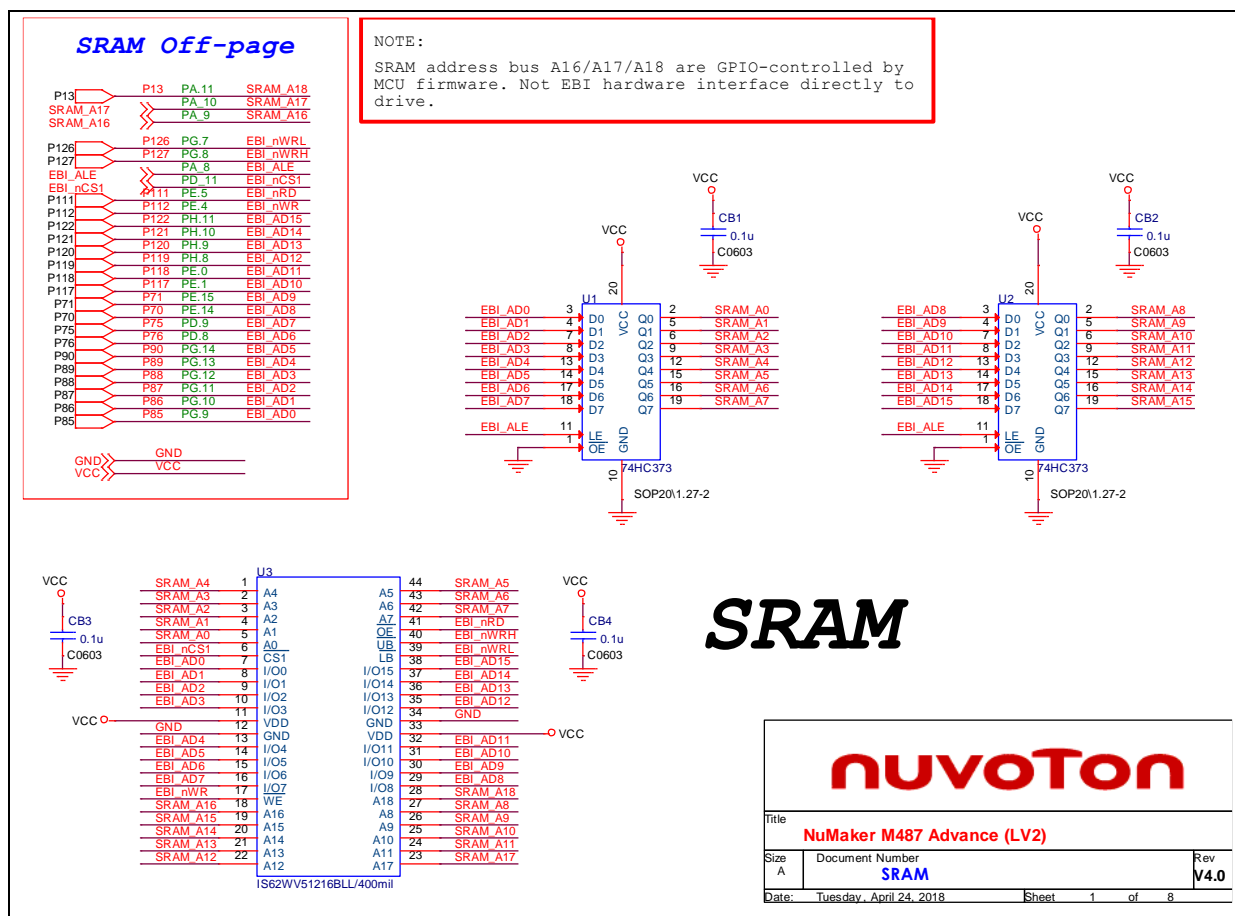 SRAM Off-page
P13 P13 PA.11 SRAM_A18
SRAM_A17 PA_10 SRAM_A17
SRAM_A16 PA_9 SRAM_A16
P126 P126 PG.7 EBI_nWRL
P127 P127 PG.8 EBI_nWRH
EBI_ALE PA_8 EBI_ALE
EBI_nCS1 PD_11 EBI_nCS1
P111 P111 PE.5 EBI_nRD
P112 P112 PE.4 EBI_nWR
P122 P122 PH.11 EBI_AD15
P121 P121 PH.10 EBI_AD14
P120 P120 PH.9 EBI_AD13
P119 P119 PH.8 EBI_AD12
P118 P118 PE.0 EBI_AD11
P117 P117 PE.1 EBI_AD10
P71 P71 PE.15 EBI_AD9
P70 P70 PE.14 EBI_AD8
P75 P75 PD.9 EBI_AD7
P76 P76 PD.8 EBI_AD6
P90 P90 PG.14 EBI_AD5
P89 P89 PG.13 EBI_AD4
P88 P88 PG.12 EBI_AD3
P87 P87 PG.11 EBI_AD2
P86 P86 PG.10 EBI_AD1
P85 P85 PG.9 EBI_AD0
GND GND
VCC VCC
NOTE:
SRAM address bus A16/A17/A18 are GPIO-controlled by
MCU firmware. Not EBI hardware interface directly to
drive.
VCC
CB1
0.1u
C0603
VCC
20
U1
VCC
EBI_AD0 3 D0 Q0 2 SRAM_A0
EBI_AD1 4 D1 Q1 5 SRAM_A1
EBI_AD2 7 D2 Q2 6 SRAM_A2
EBI_AD3 8 D3 Q3 9 SRAM_A3
EBI_AD4 13 D4 Q4 12 SRAM_A4
EBI_AD5 14 D5 Q5 15 SRAM_A5
EBI_AD6 17 D6 Q6 16 SRAM_A6
EBI_AD7 18 D7 Q7 19 SRAM_A7
EBI_ALE 11 LE
1 OE
GND
10
74HC373
SOP20\1.27-2
VCC
CB2
0.1u
C0603
VCC
20
U2
VCC
EBI_AD8 3 D0 Q0 2 SRAM_A8
EBI_AD9 4 D1 Q1 5 SRAM_A9
EBI_AD10 7 D2 Q2 6 SRAM_A10
EBI_AD11 8 D3 Q3 9 SRAM_A11
EBI_AD12 13 D4 Q4 12 SRAM_A12
EBI_AD13 14 D5 Q5 15 SRAM_A13
EBI_AD14 17 D6 Q6 16 SRAM_A14
EBI_AD15 18 D7 Q7 19 SRAM_A15
EBI_ALE 11 LE
1 OE
GND
10
74HC373
SOP20\1.27-2
VCC
CB3
0.1u
C0603
U3
SRAM_A4 1 A4 A5 44 SRAM_A5
SRAM_A3 2 A3 A6 43 SRAM_A6
SRAM_A2 3 A2 A7 42 SRAM_A7
SRAM_A1 4 A1 OE 41 EBI_nRD
SRAM_A0 5 A0 UB 40 EBI_nWRH
EBI_nCS1 6 CS1 LB 39 EBI_nWRL
EBI_AD0 7 I/O0 I/O15 38 EBI_AD15
EBI_AD1 8 I/O1 I/O14 37 EBI_AD14
EBI_AD2 9 I/O2 I/O13 36 EBI_AD13
EBI_AD3 10 I/O3 I/O12 35 EBI_AD12
VCC 11 VDD GND 34 GND
GND 12 GND VDD 33 VCC
EBI_AD4 13 I/O4 I/O11 32 EBI_AD11
EBI_AD5 14 I/O5 I/O10 31 EBI_AD10
EBI_AD6 15 I/O6 I/O9 30 EBI_AD9
EBI_AD7 16 I/O7 I/O8 29 EBI_AD8
EBI_nWR 17 WE A18 28 SRAM_A18
SRAM_A16 18 A16 A8 27 SRAM_A8
SRAM_A15 19 A15 A9 26 SRAM_A9
SRAM_A14 20 A14 A10 25 SRAM_A10
SRAM_A13 21 A13 A11 24 SRAM_A11
SRAM_A12 22 A12 A17 23 SRAM_A17
IS62WV51216BLL/400mil
VCC
CB4
0.1u
C0603
SRAM
nuvoTon
Title
NuMaker M487 Advance (LV2)
Size Document Number Rev
A SRAM V4.0
Date: Tuesday, April 24, 2018 Sheet 1 of 8